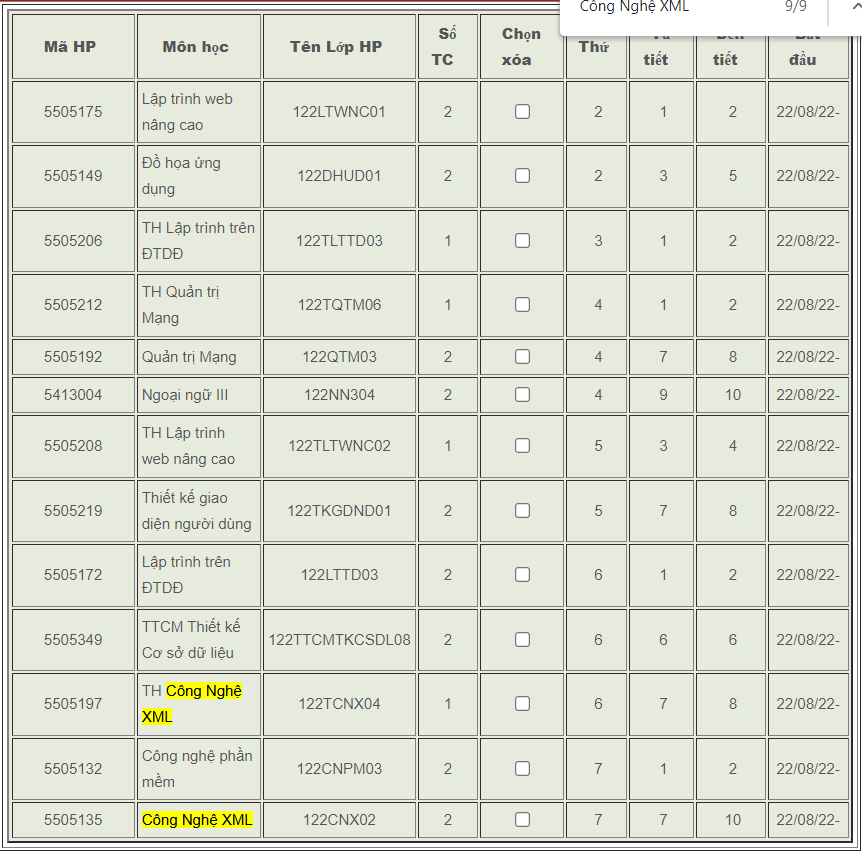 Công Nghệ XML 9/9
Mã HP Môn học Tên Lớp HP Số TC Chọn xóa Thứ Từ tiết Đến tiết Bắt đầu
5505175 Lập trình web nâng cao 122LTWNC01 2 2 1 2 22/08/22-
5505149 Đồ họa ứng dụng 122DHUD01 2 2 3 5 22/08/22-
5505206 TH Lập trình trên ĐTDĐ 122TLTTD03 1 3 1 2 22/08/22-
5505212 TH Quản trị Mạng 122TQTM06 1 4 1 2 22/08/22-
5505192 Quản trị Mạng 122QTM03 2 4 7 8 22/08/22-
5413004 Ngoại ngữ III 122NN304 2 4 9 10 22/08/22-
5505208 TH Lập trình web nâng cao 122TLTWNC02 1 5 3 4 22/08/22-
5505219 Thiết kế giao diện người dùng 122TKGDND01 2 5 7 8 22/08/22-
5505172 Lập trình trên ĐTDĐ 122LTTD03 2 6 1 2 22/08/22-
5505349 TTCM Thiết kế Cơ sở dữ liệu 122TTCMTKCSDL08 2 6 6 6 22/08/22-
5505197 TH Công Nghệ XML 122TCNX04 1 6 7 8 22/08/22-
5505132 Công nghệ phần mềm 122CNPM03 2 7 1 2 22/08/22-
5505135 Công Nghệ XML 122CNX02 2 7 7 10 22/08/22-